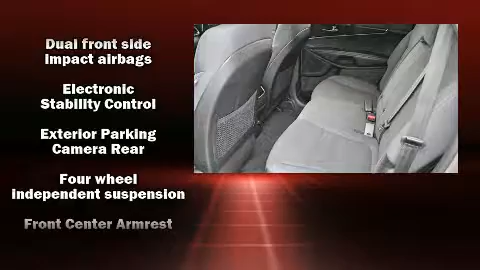 Dual front side
impact airbags
Electronic
Stability Control
Exterior Parking
Camera Rear
Four wheel
independent suspension
Front Center Armrest